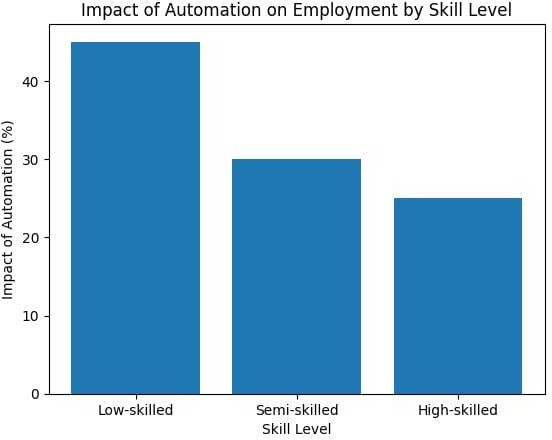 Impact of Automation on Employment by Skill Level
Impact of Automation (%)
40
30
20
10
0
Low-skilled
Semi-skilled
High-skilled
Skill Level